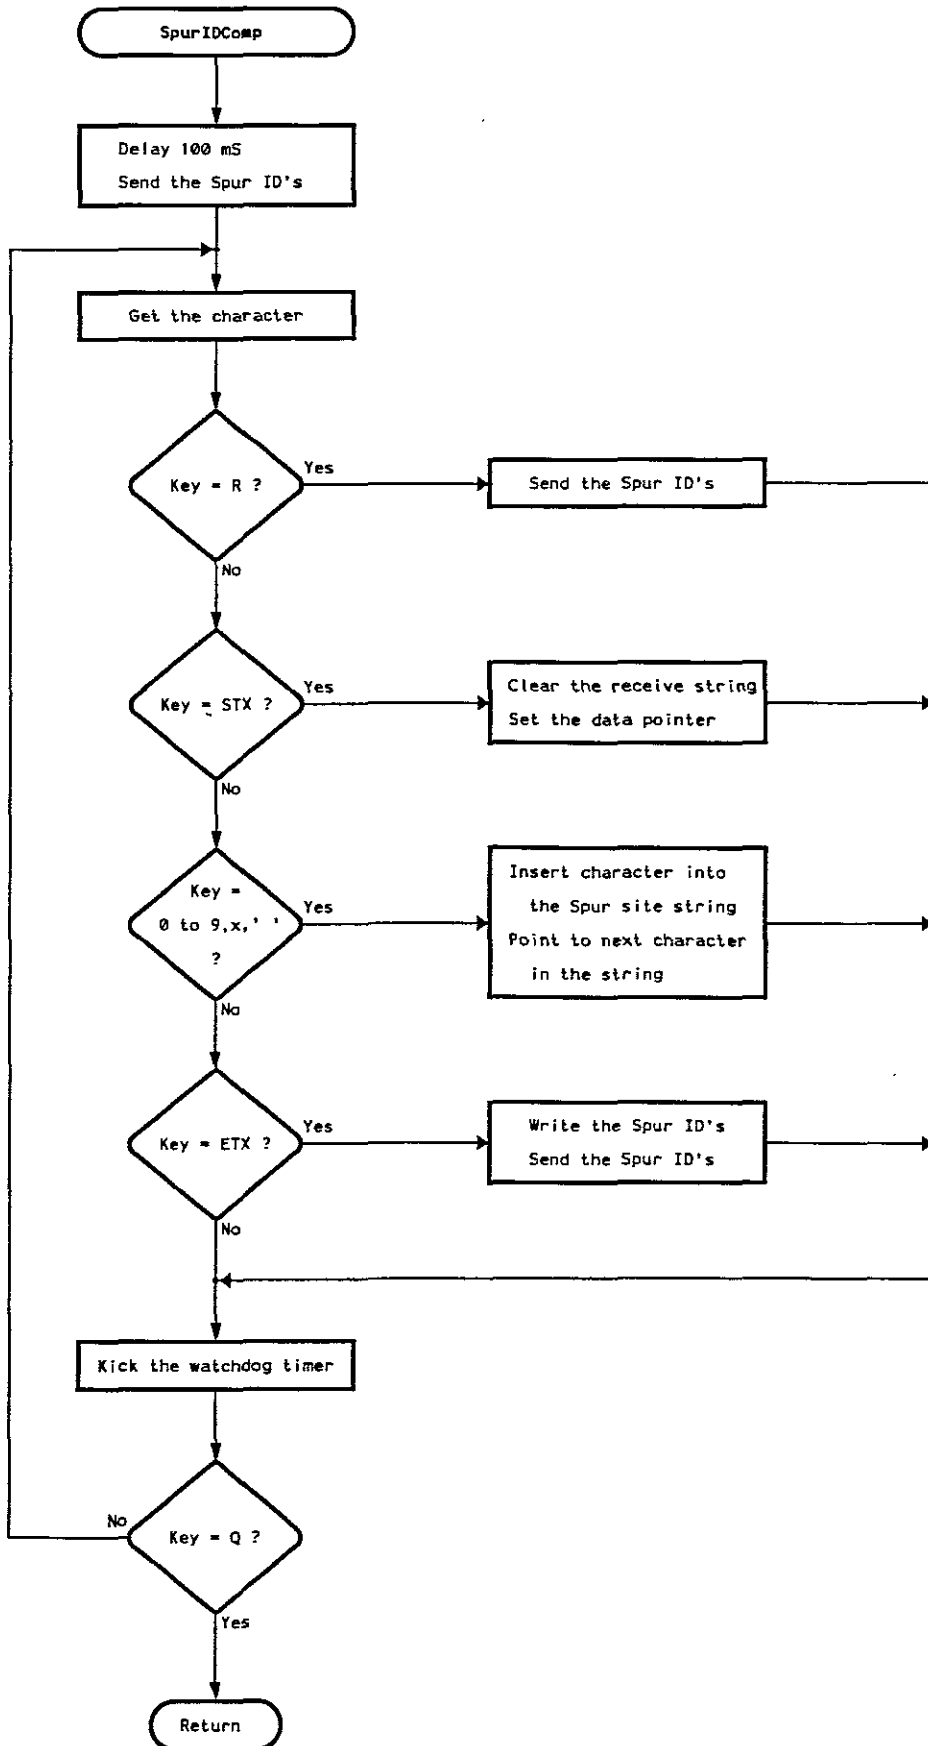 SpurIDComp
Delay 100 mS
Send the Spur ID's
Get the character
Key = R ?
Yes
No
Send the Spur ID's
Key = STX ?
Yes
No
Clear the receive string
Set the data pointer
Key =
0 to 9,x,' '
?
Yes
No
Insert character into
the Spur site string
Point to next character
in the string
Key = ETX ?
Yes
No
Write the Spur ID's
Send the Spur ID's
Kick the watchdog timer
Key = Q ?
No
Yes
Return